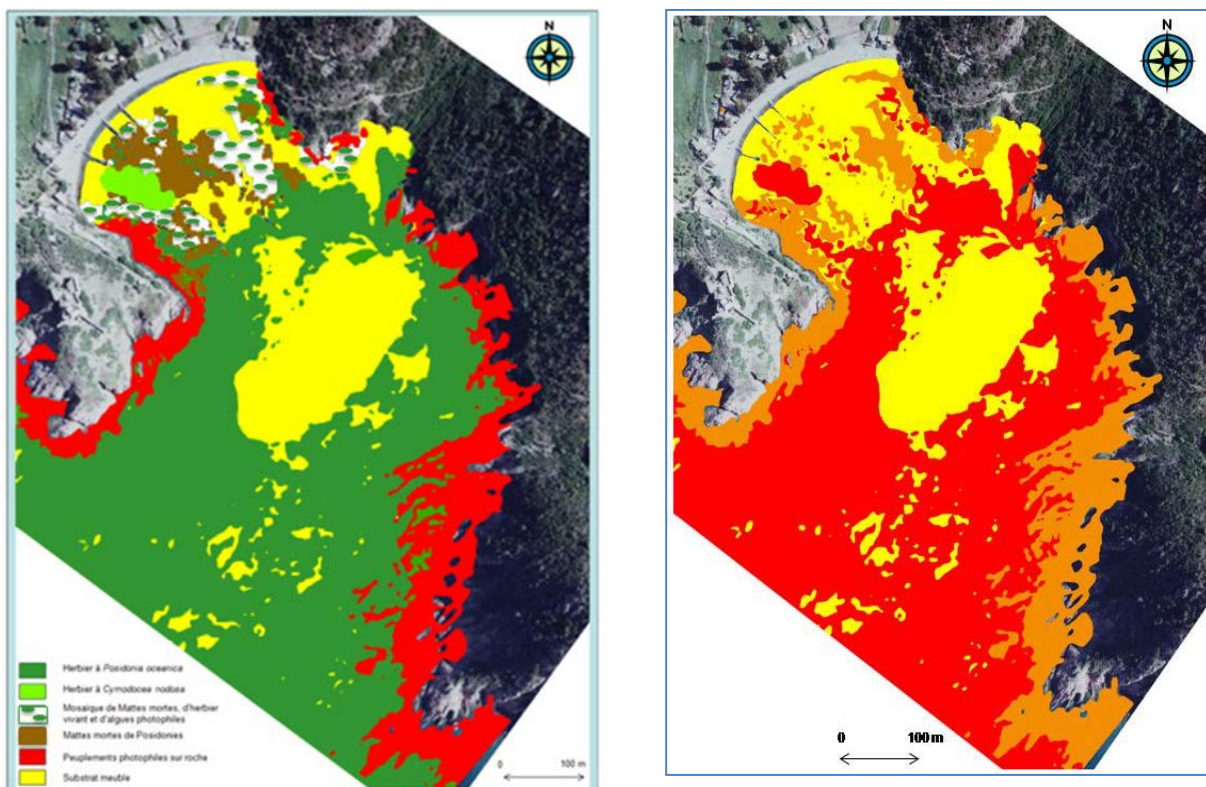 N
N
Herbier à Posidonia oceanica
Herbier à Cymodocea nodosa
Mosaïque de Mattes mortes, d'herbier
vivant et d'algues photophiles
Mattes mortes de Posidonies
Peuplements photophiles sur roche
Substrat meuble
0 100 m
0 100 m